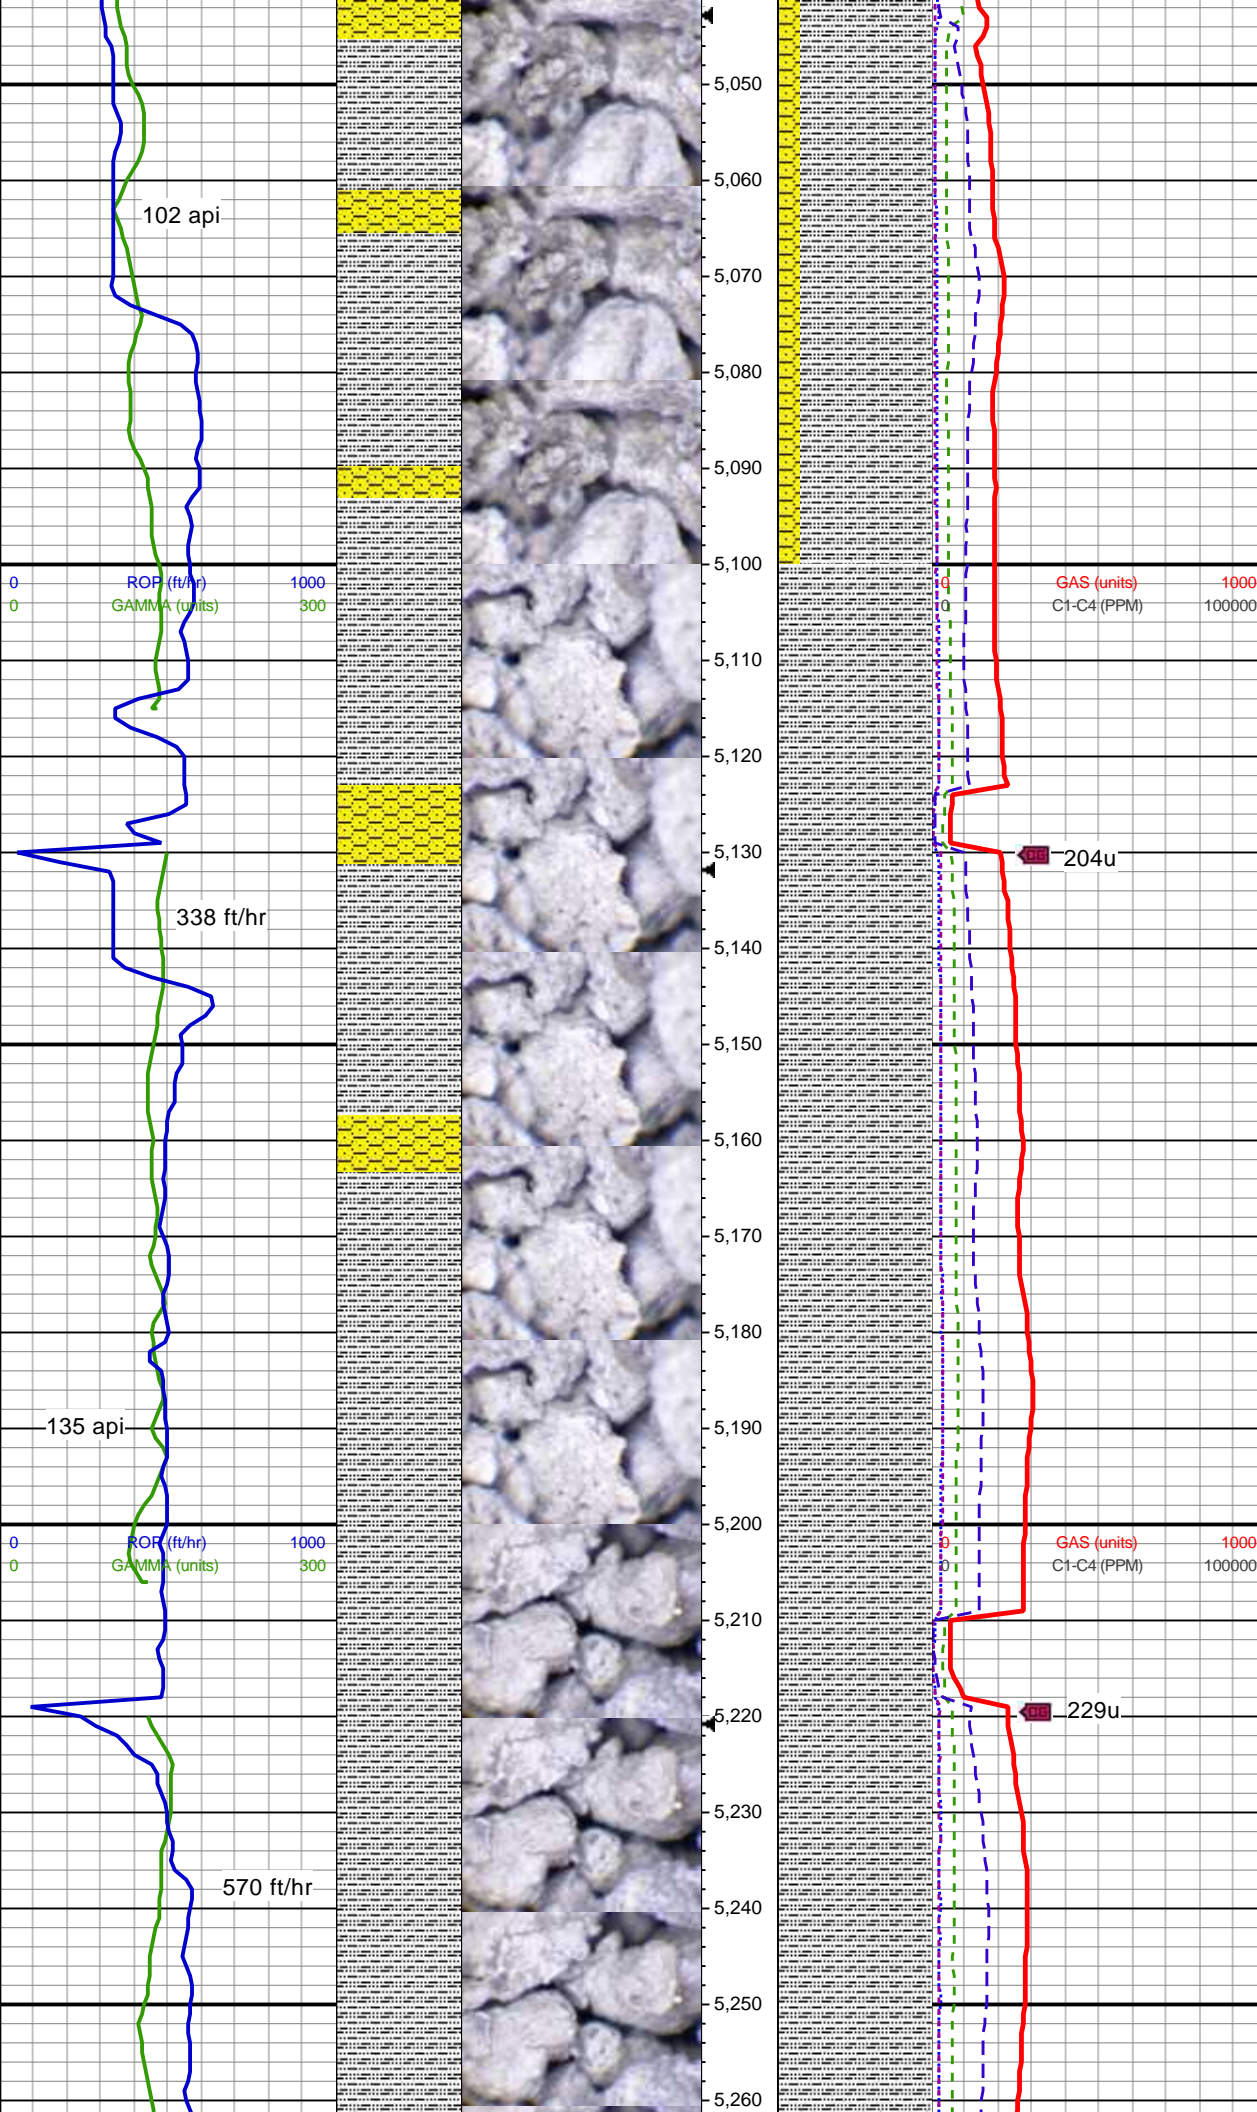 5,050
5,060
102 api
5,070
5,080
5,090
5,100
0 ROP (ft/hr) 1000
0 GAS (units) 1000
0 GAMMA (units) 300
0 C1-C4 (PPM) 100000
5,110
5,120
5,130
CG 204u
338 ft/hr
5,140
5,150
5,160
5,170
5,180
5,190
135 api
5,200
0 ROP (ft/hr) 1000
0 GAS (units) 1000
0 GAMMA (units) 300
0 C1-C4 (PPM) 100000
5,210
5,220
CG 229u
5,230
570 ft/hr
5,240
5,250
5,260